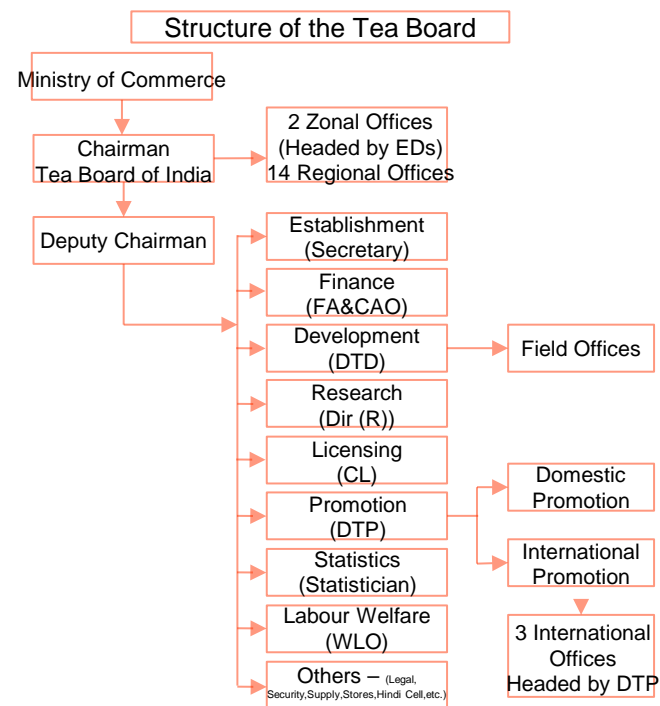 Structure of the Tea Board
Ministry of Commerce
Chairman
Tea Board of India
2 Zonal Offices
(Headed by EDs)
14 Regional Offices
Deputy Chairman
Establishment
(Secretary)
Finance
(FA&CAO)
Development
(DTD)
Field Offices
Research
(Dir (R))
Licensing
(CL)
Promotion
(DTP)
Domestic
Promotion
International
Promotion
3 International
Offices
Headed by DTP
Statistics
(Statistician)
Labour Welfare
(WLO)
Others – (Legal,
Security,Supply,Stores,Hindi Cell,etc.)